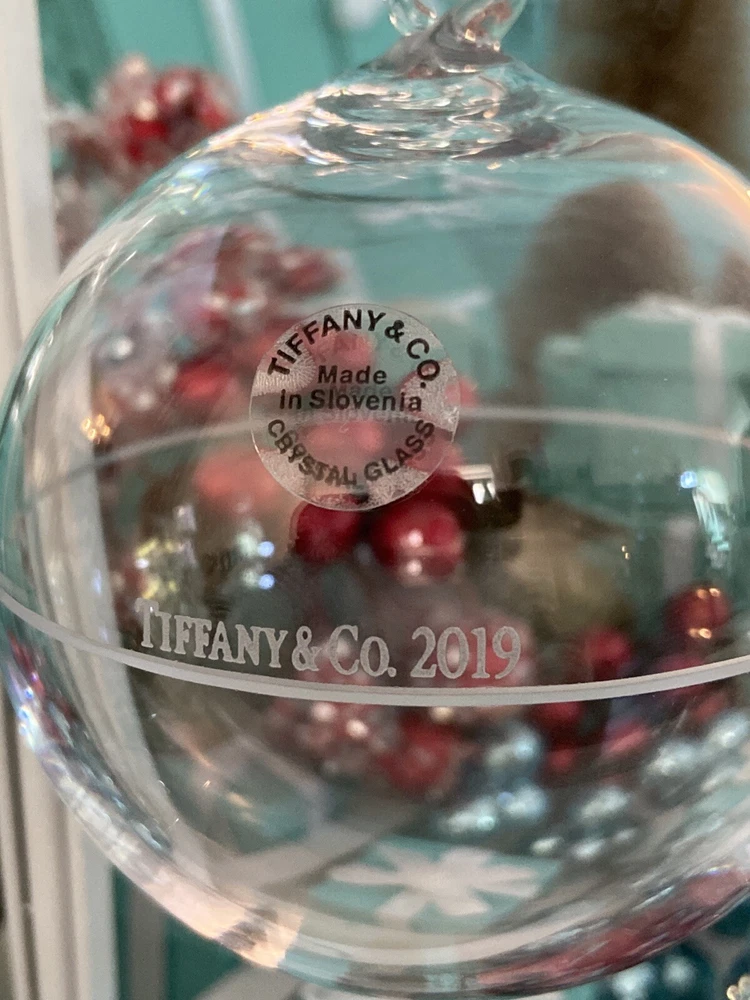 TIFFANY & CO.
Made
in Slovenia
CRYSTAL GLASS
TIFFANY & CO. 2019